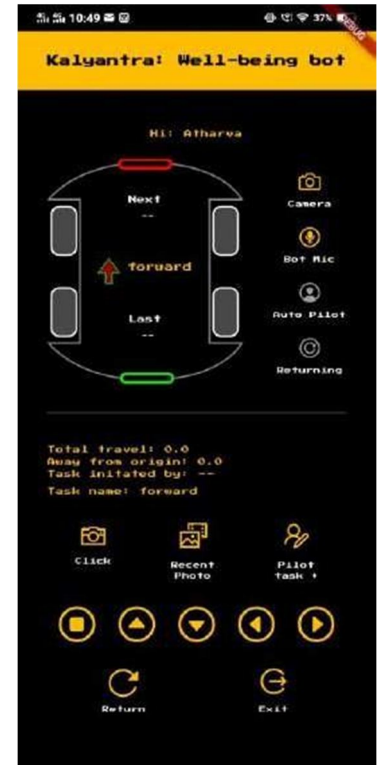 10:49
37%
DEBUG
Kalyantra: Well-being bot
Hi: Atharva
Next
--
Camera
forward
Bot Mic
Last
--
Auto Pilot
Returning
Total travel: 0.0
Away from origin: 0.0
Task initated by: --
Task name: forward
Click
Recent
Photo
Pilot
task +
Return
Exit